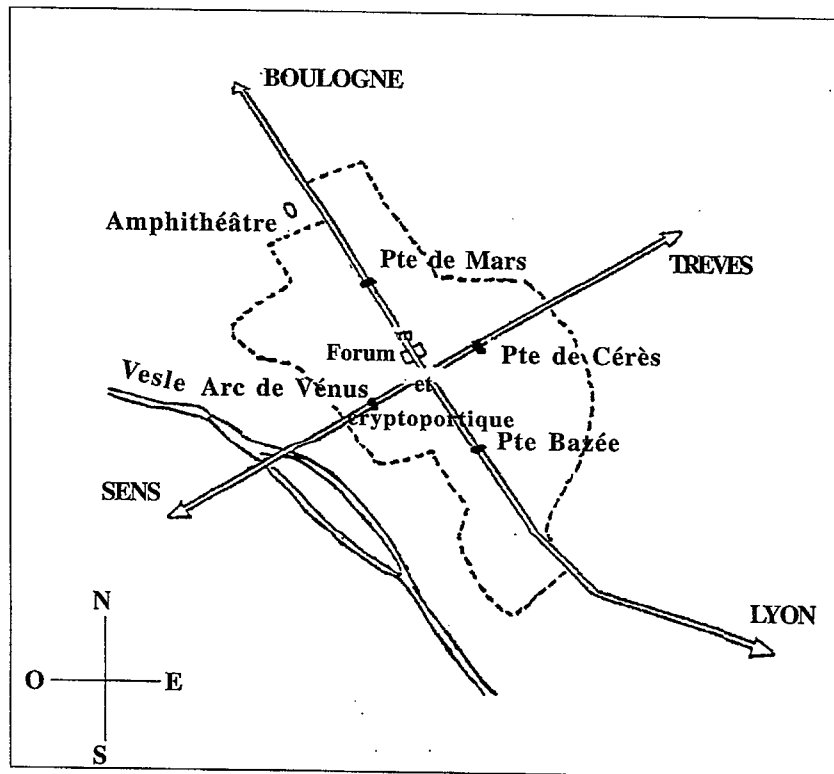 BOULOGNE
Amphithéâtre
Pte de Mars
TREVES
Forum
Pte de Cérès
Vesle
Arc de Vénus
et
cryptoportique
Pte Bazée
SENS
N
O
E
S
LYON